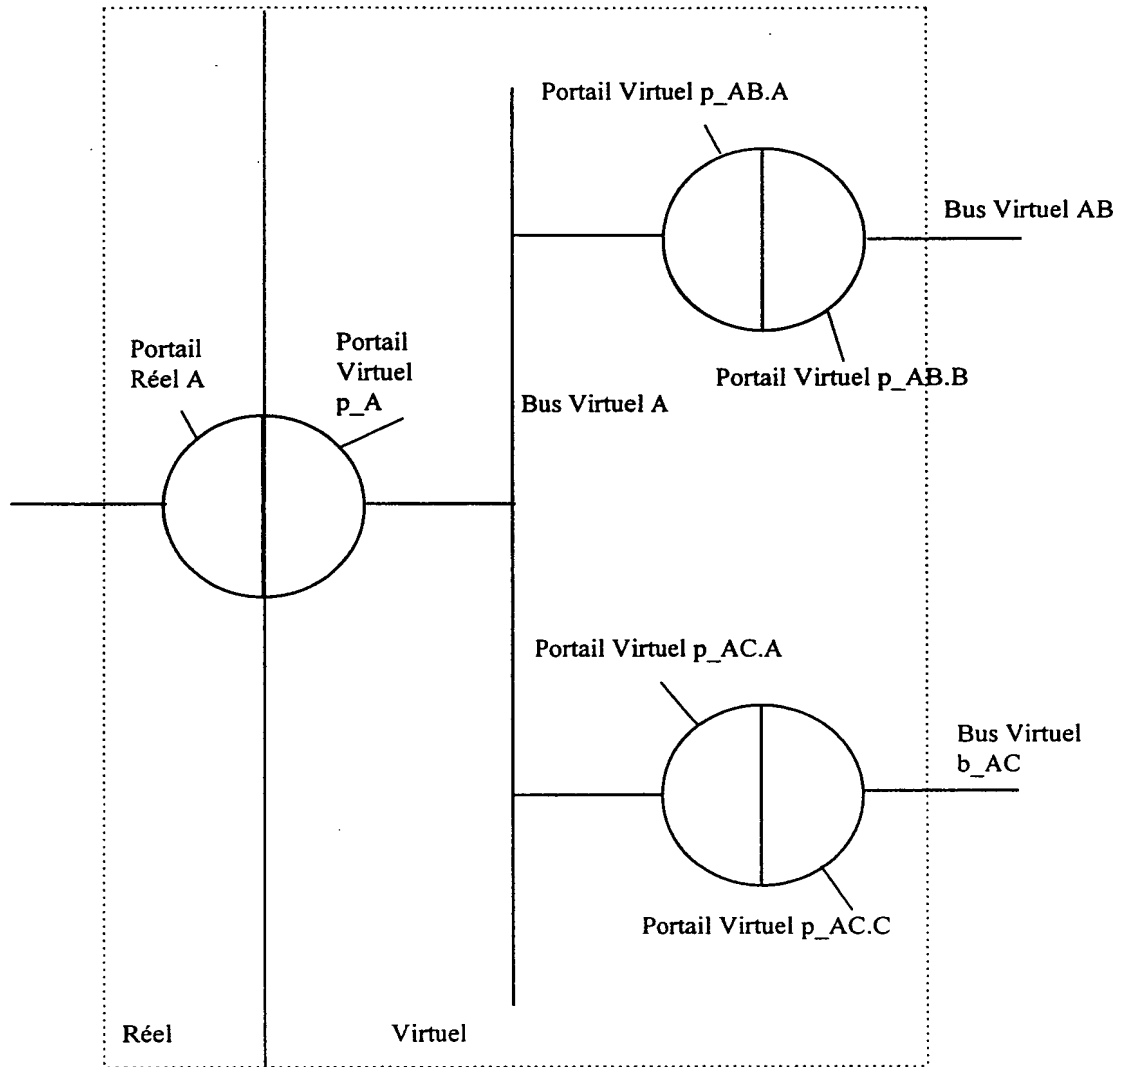 Portail Virtuel p_AB.A
Bus Virtuel AB
Portail Virtuel p_AB.B
Portail
Réel A
Portail
Virtuel
p_A
Bus Virtuel A
Portail Virtuel p_AC.A
Bus Virtuel
b_AC
Portail Virtuel p_AC.C
Réel
Virtuel